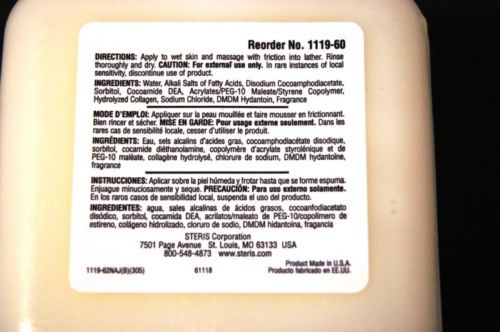 Reorder No. 1119-60
DIRECTIONS: Apply to wet skin and massage with friction into lather. Rinse
thoroughly and dry. CAUTION: For external use only. In rare instances of local
sensitivity, discontinue use of product.
INGREDIENTS: Water, Alkali Salts of Fatty Acids, Disodium Cocoamphodiacetate,
Sorbitol, Cocoamide DEA, Acrylates/PEG-10 Maleate/Styrene Copolymer,
Hydrolyzed Collagen, Sodium Chloride, DMDM Hydantoin, Fragrance
MODE D'EMPLOI: Appliquer sur la peau mouillée et faire mousser en frictionnant.
Bien rincer et sécher. MISE EN GARDE: Pour usage externe seulement. Dans les
rares cas de sensibilité locale, cesser d'utiliser le produit.
INGRÉDIENTS: Eau, sels alcalins d'acides gras, cocoamphodiacétate disodique,
sorbitol, cocamide diéthanolamine, copolymère d'acrylate styrolénique et de
PEG-10 maléate, collagène hydrolysé, chlorure de sodium, DMDM hydantoïne,
fragrance
INSTRUCCIONES: Aplicar sobre la piel húmeda y frotar hasta que se forme espuma.
Enjuague minuciosamente y seque. PRECAUCIÓN: Para uso externo solamente.
En los raros casos de sensibilidad local, suspenda el uso del producto.
INGREDIENTES: agua, sales alcalinas de ácidos grasos, cocoanfodiacetato
disódico, sorbitol, cocamida DEA, acrilatos/maleato de PEG-10/copolímero de
estireno, colágeno hidrolizado, cloruro de sodio, DMDM hidantoína, fragancia
STERIS Corporation
7501 Page Avenue St. Louis, MO 63133 USA
800-548-4873 www.steris.com
Product Made in U.S.A.
1119-62NAJ(B)(305) 61118 Producto fabricado en EE.UU.